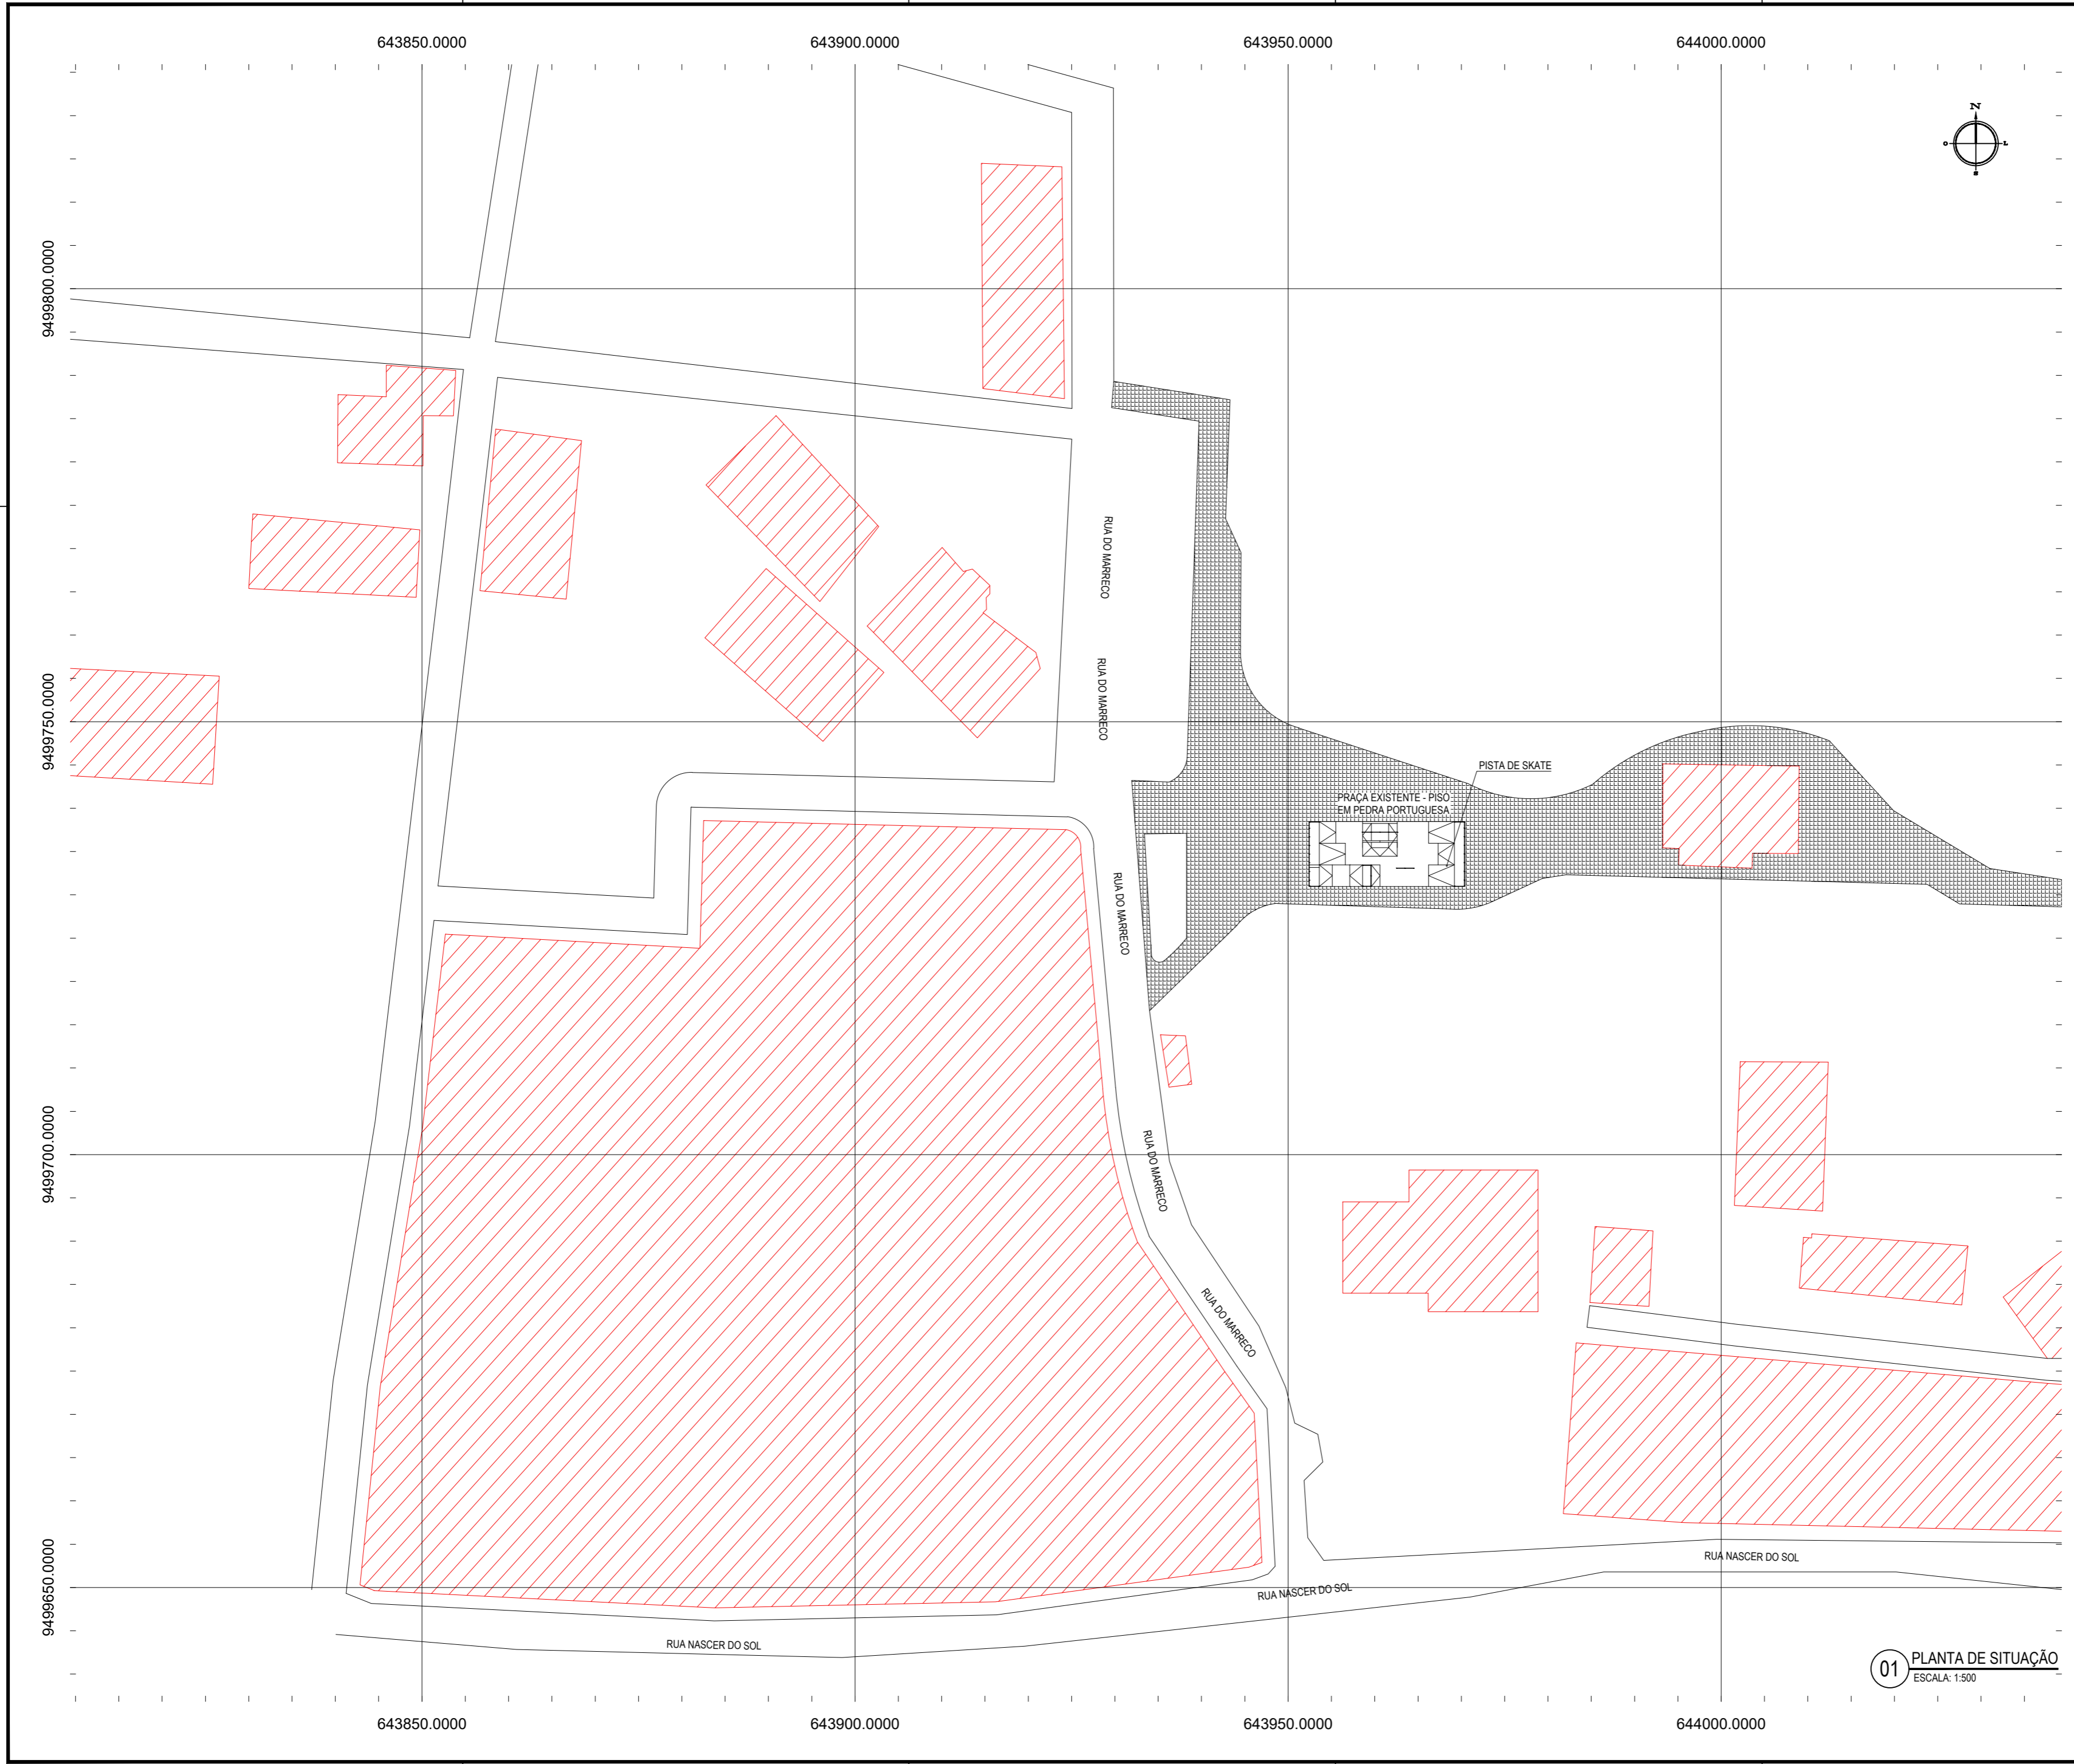 643850.0000
643900.0000
643950.0000
644000.0000
N
O
L
S
9499800.0000
RUA DO MARRECO
RUA DO MARRECO
9499750.0000
PISTA DE SKATE
PRAÇA EXISTENTE - PISO
EM PEDRA PORTUGUESA
RUA DO MARRECO
9499700.0000
RUA DO MARRECO
RUA DO MARRECO
9499650.0000
RUA NASCER DO SOL
RUA NASCER DO SOL
RUA NASCER DO SOL
01
PLANTA DE SITUAÇÃO
ESCALA: 1:500
643850.0000
643900.0000
643950.0000
644000.0000